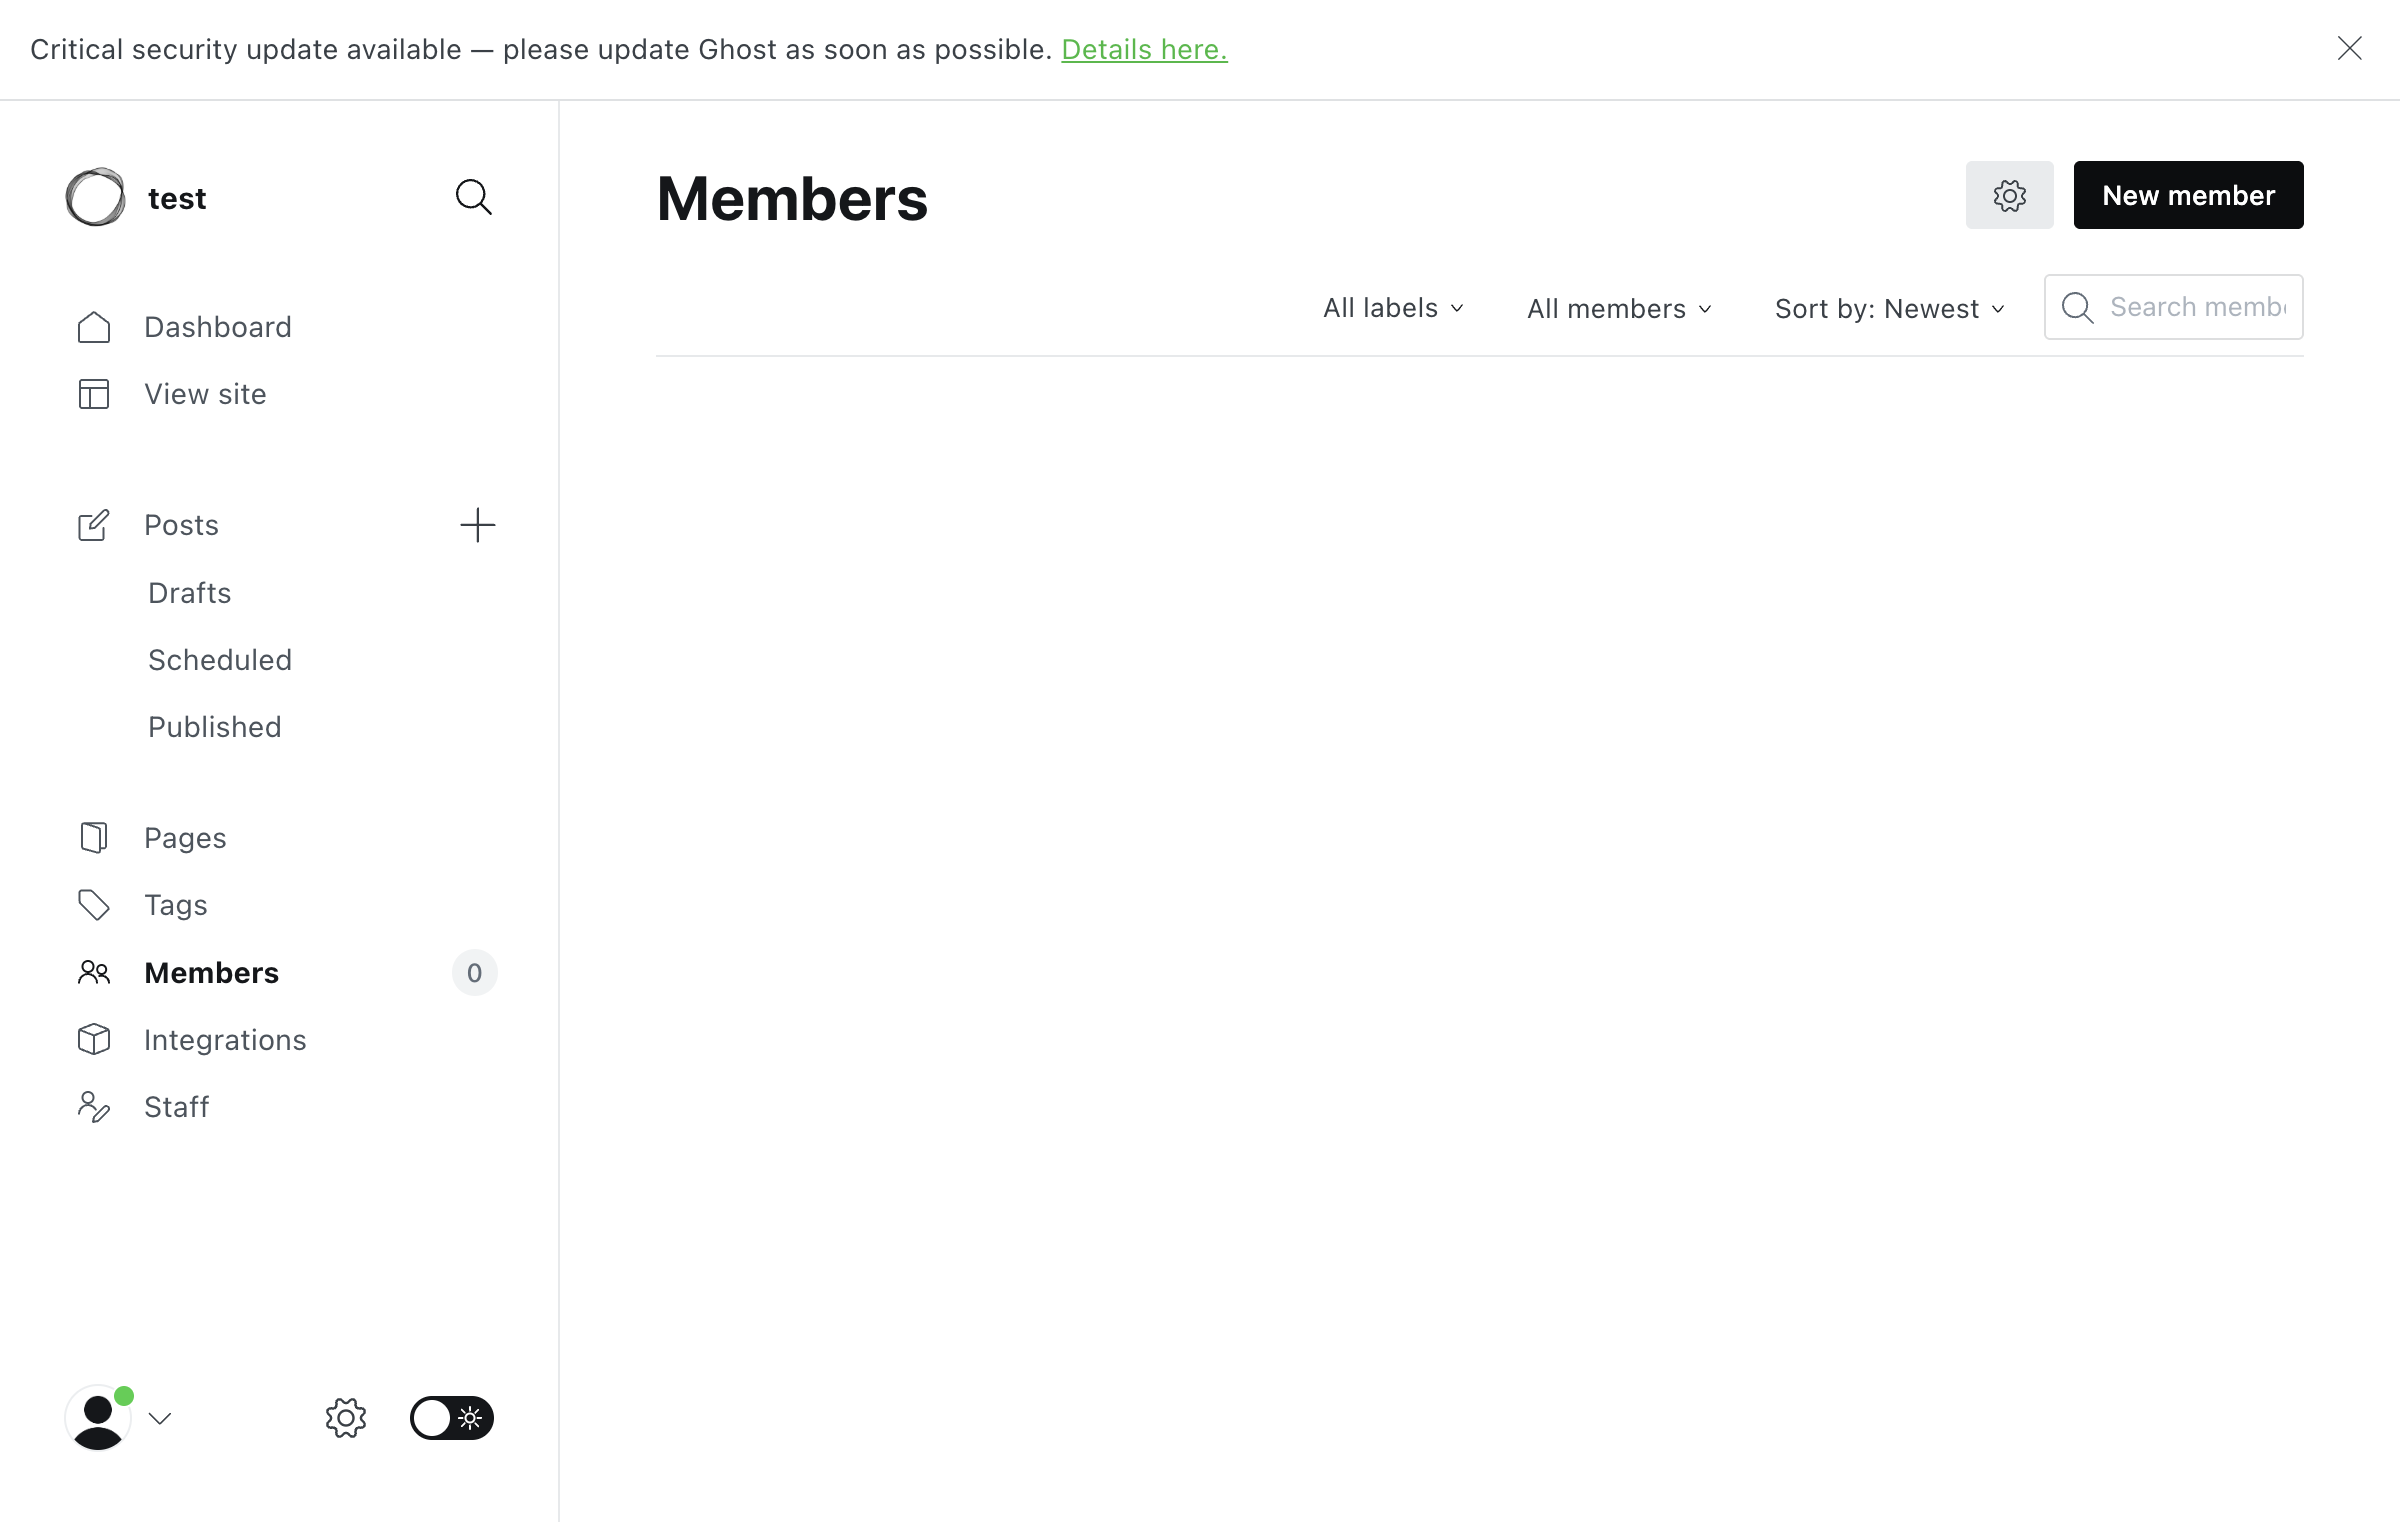 Critical security update available — please update Ghost as soon as possible. Details here.
test
Dashboard
View site
Posts
Drafts
Scheduled
Published
Pages
Tags
Members
0
Integrations
Staff
Members
New member
All labels
All members
Sort by: Newest
Search memb